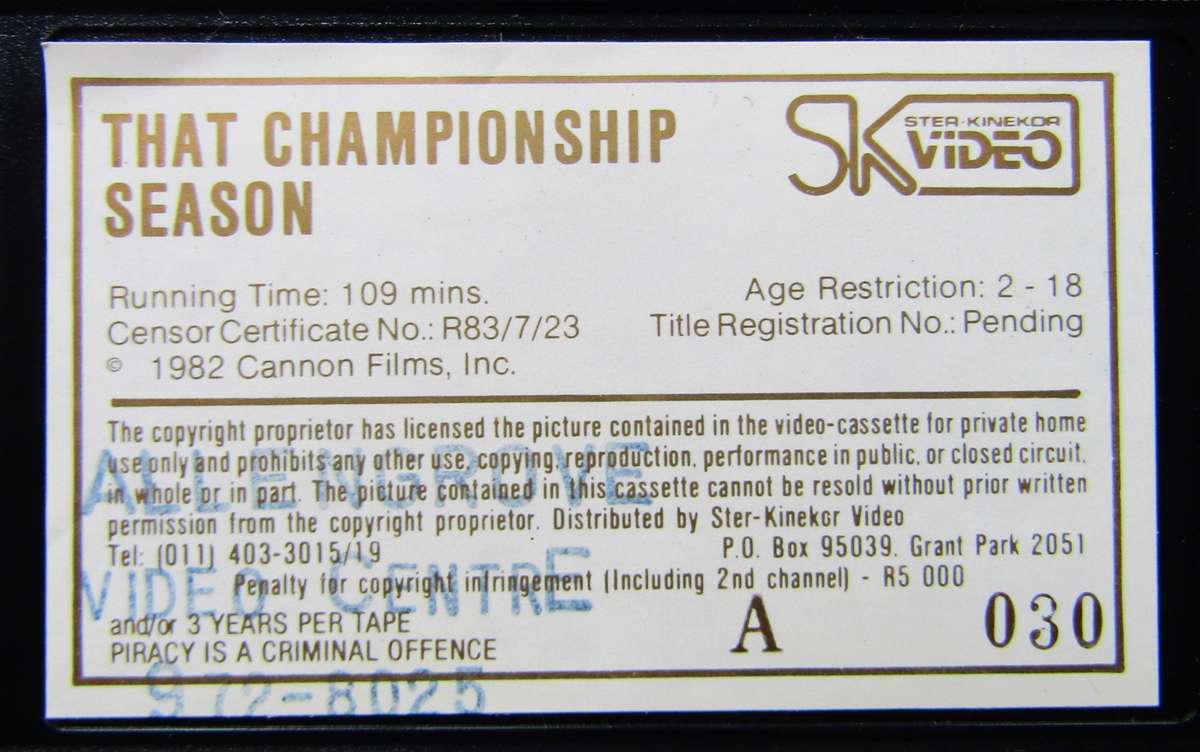 THAT CHAMPIONSHIP
SEASON
SK STER-KINEKOR
VIDEO
Running Time: 109 mins.
Age Restriction: 2 - 18
Censor Certificate No.: R83/7/23
Title Registration No.: Pending
© 1982 Cannon Films, Inc.
The copyright proprietor has licensed the picture contained in the video-cassette for private home
use only and prohibits any other use, copying, reproduction, performance in public, or closed circuit,
in whole or in part. The picture contained in this cassette cannot be resold without prior written
permission from the copyright proprietor. Distributed by Ster-Kinekor Video
Tel: (011) 403-3015/19
P.O. Box 95039, Grant Park 2051
Penalty for copyright infringement (Including 2nd channel) - R5 000
and/or 3 YEARS PER TAPE
PIRACY IS A CRIMINAL OFFENCE
A 030
ALLENGROVE
VIDEO CENTRE
972-8025